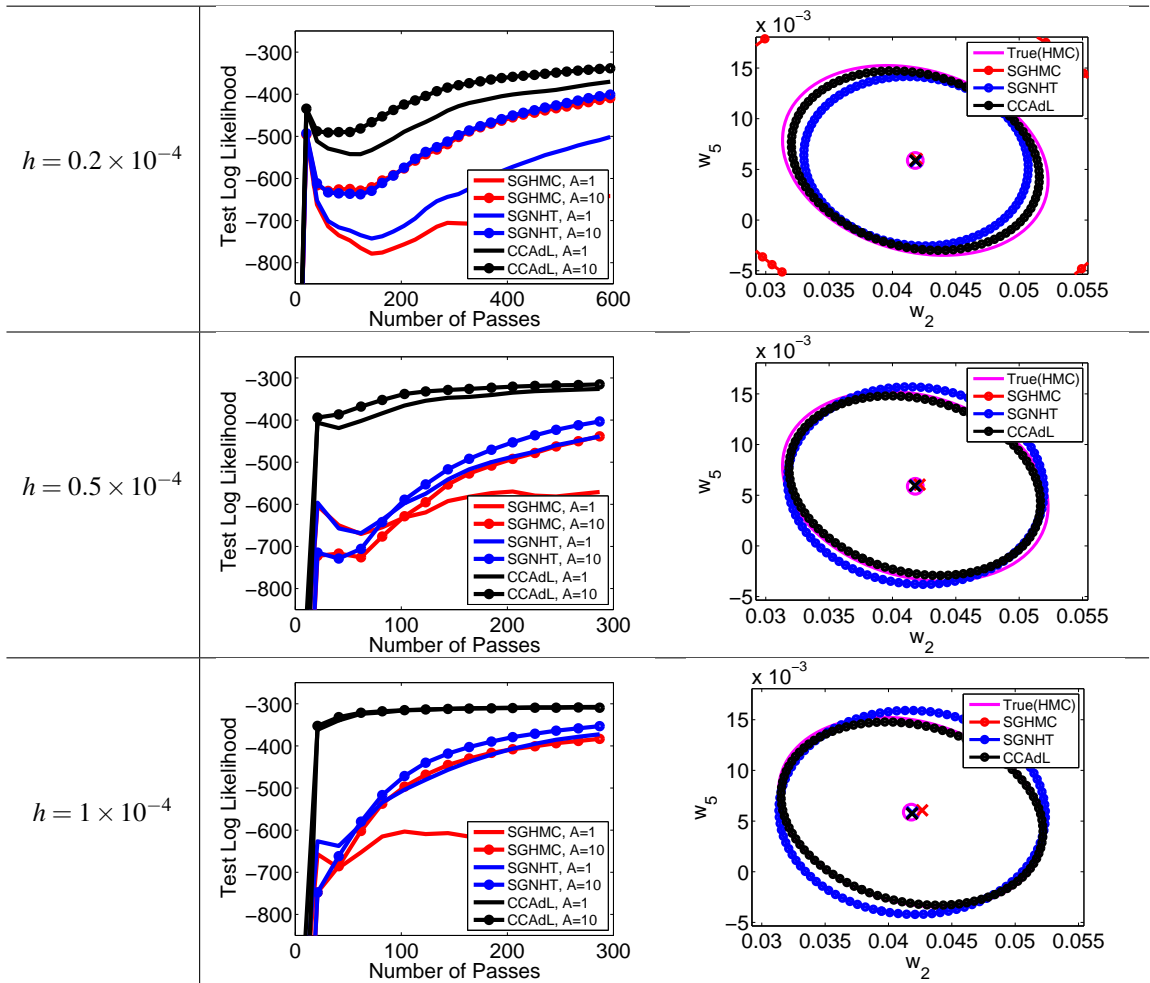 h = 0.2 × 10⁻⁴
−300
−400
−500
−600
−700
−800
Test Log Likelihood
0
200
400
600
Number of Passes
SGHMC, A=1
SGHMC, A=10
SGNHT, A=1
SGNHT, A=10
CCAdL, A=1
CCAdL, A=10
x 10⁻³
15
10
5
0
−5
w₅
0.03
0.035
0.04
0.045
0.05
0.055
w₂
True(HMC)
SGHMC
SGNHT
CCAdL
h = 0.5 × 10⁻⁴
−300
−400
−500
−600
−700
−800
Test Log Likelihood
0
100
200
300
Number of Passes
SGHMC, A=1
SGHMC, A=10
SGNHT, A=1
SGNHT, A=10
CCAdL, A=1
CCAdL, A=10
x 10⁻³
15
10
5
0
−5
w₅
0.03
0.035
0.04
0.045
0.05
0.055
w₂
True(HMC)
SGHMC
SGNHT
CCAdL
h = 1 × 10⁻⁴
−300
−400
−500
−600
−700
−800
Test Log Likelihood
0
100
200
300
Number of Passes
SGHMC, A=1
SGHMC, A=10
SGNHT, A=1
SGNHT, A=10
CCAdL, A=1
CCAdL, A=10
x 10⁻³
15
10
5
0
−5
w₅
0.03
0.035
0.04
0.045
0.05
0.055
w₂
True(HMC)
SGHMC
SGNHT
CCAdL